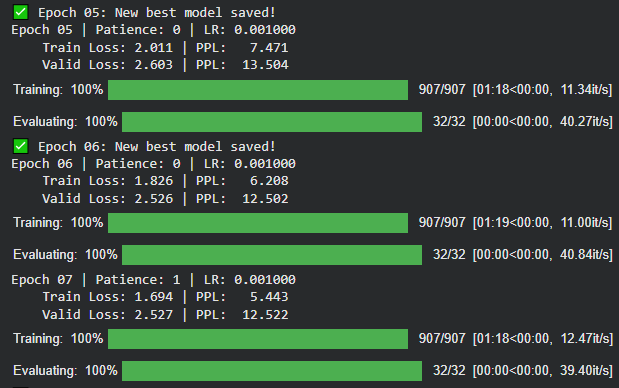 ✅ Epoch 05: New best model saved!
Epoch 05 | Patience: 0 | LR: 0.001000
Train Loss: 2.011 | PPL: 7.471
Valid Loss: 2.603 | PPL: 13.504
Training: 100% 907/907 [01:18<00:00, 11.34it/s]
Evaluating: 100% 32/32 [00:00<00:00, 40.27it/s]
✅ Epoch 06: New best model saved!
Epoch 06 | Patience: 0 | LR: 0.001000
Train Loss: 1.826 | PPL: 6.208
Valid Loss: 2.526 | PPL: 12.502
Training: 100% 907/907 [01:19<00:00, 11.00it/s]
Evaluating: 100% 32/32 [00:00<00:00, 40.84it/s]
Epoch 07 | Patience: 1 | LR: 0.001000
Train Loss: 1.694 | PPL: 5.443
Valid Loss: 2.527 | PPL: 12.522
Training: 100% 907/907 [01:18<00:00, 12.47it/s]
Evaluating: 100% 32/32 [00:00<00:00, 39.40it/s]